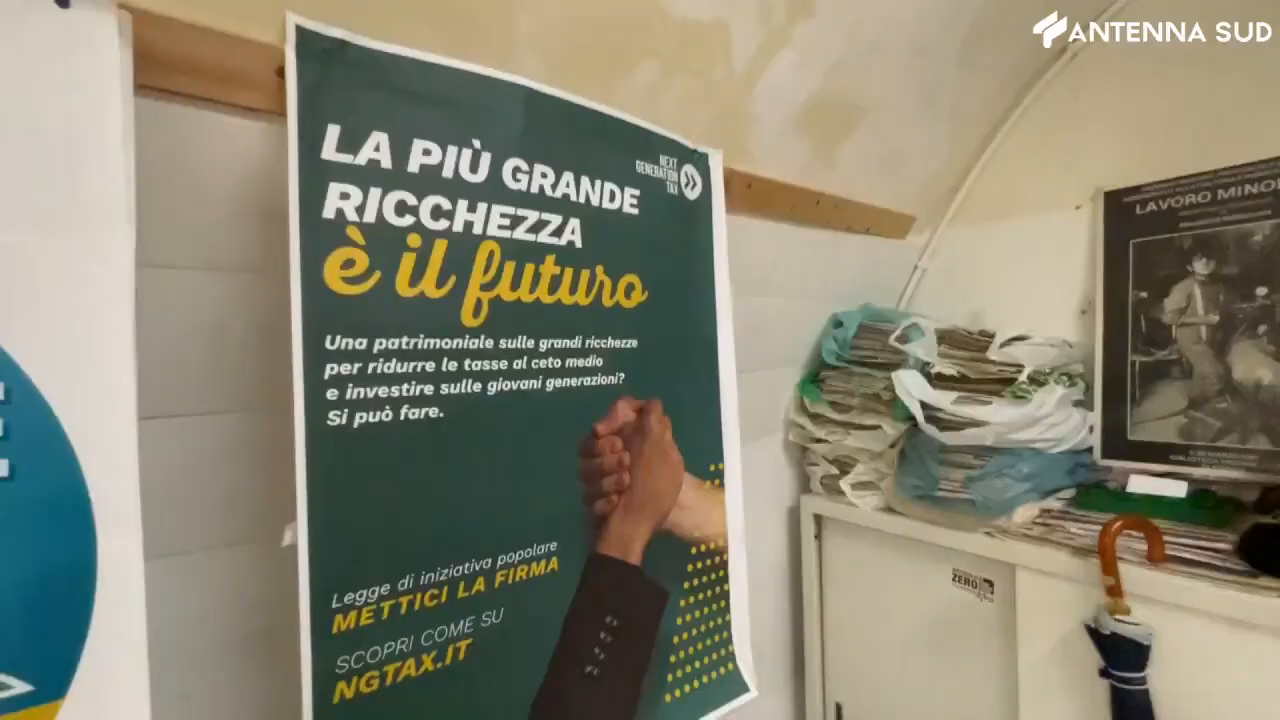 ANTENNA SUD
LA PIÙ GRANDE
RICCHEZZA
è il futuro
NEXT
GENERATION
TAX
Una patrimoniale sulle grandi ricchezze
per ridurre le tasse al ceto medio
e investire sulle giovani generazioni?
Si può fare.
Legge di iniziativa popolare
METTICI LA FIRMA
SCOPRI COME SU
NGTAX.IT
LAVORO MINO
ZERO